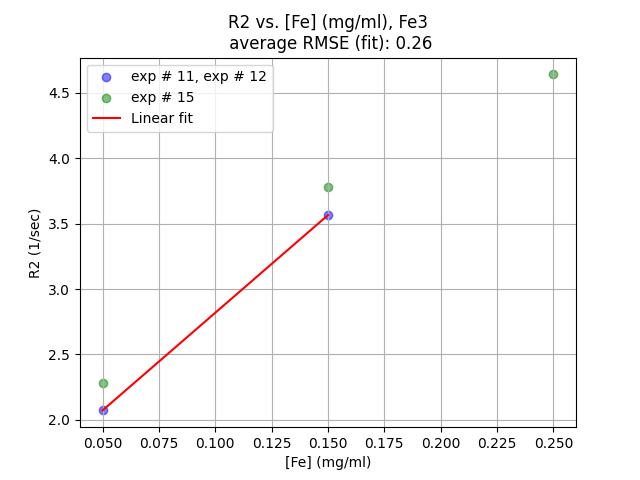 R2 vs. [Fe] (mg/ml), Fe3
average RMSE (fit): 0.26
exp # 11, exp # 12
exp # 15
Linear fit
4.5
4.0
3.5
3.0
2.5
2.0
R2 (1/sec)
0.050 0.075 0.100 0.125 0.150 0.175 0.200 0.225 0.250
[Fe] (mg/ml)